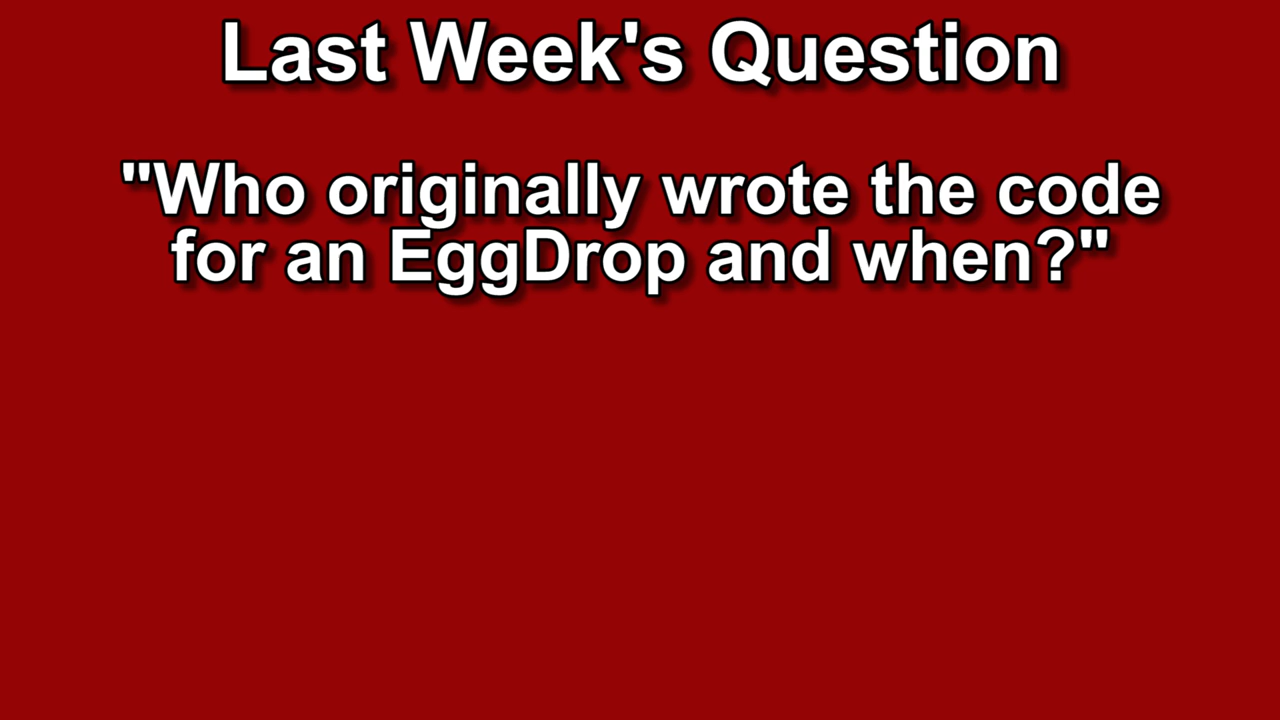 Last Week's Question
"Who originally wrote the code
for an EggDrop and when?"